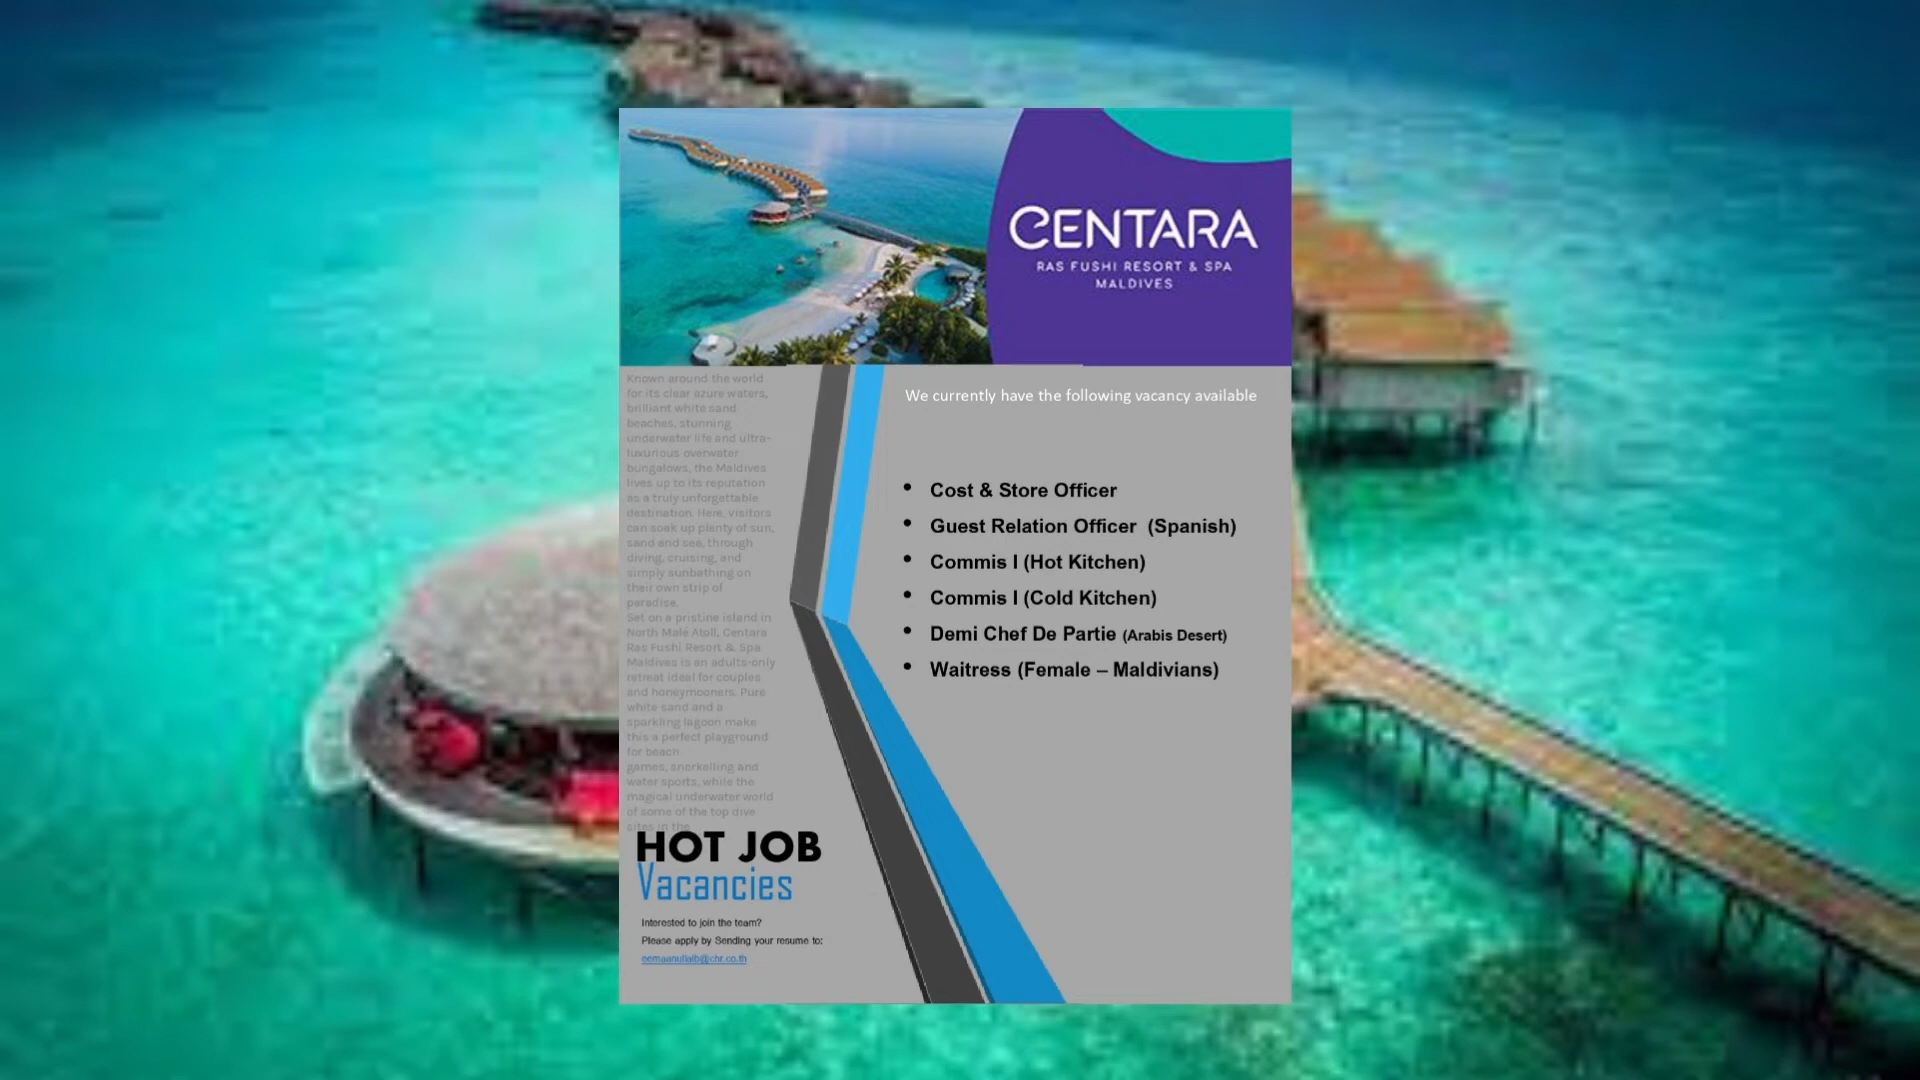 CENTARA
RAS FUSHI RESORT & SPA
MALDIVES
Known around the world
for its clear azure waters,
brilliant white sand
beaches, stunning
underwater life and ultra-
luxurious overwater
bungalows, the Maldives
lives up to its reputation
as a truly unforgettable
destination. Here, visitors
can soak up plenty of sun,
sand and sea, through
diving, cruising, and
simply sunbathing on
their own strip of
paradise.
Set on a pristine island in
North Malé Atoll, Centara
Ras Fushi Resort & Spa
Maldives is an adults-only
retreat ideal for couples
and honeymooners. Pure
white sand and a
sparkling lagoon make
this a perfect playground
for beach
games, snorkelling and
water sports, while the
magical underwater world
of some of the top dive
sites in the
We currently have the following vacancy available
• Cost & Store Officer
• Guest Relation Officer (Spanish)
• Commis I (Hot Kitchen)
• Commis I (Cold Kitchen)
• Demi Chef De Partie (Arabis Desert)
• Waitress (Female – Maldivians)
HOT JOB
Vacancies
Interested to join the team?
Please apply by Sending your resume to: